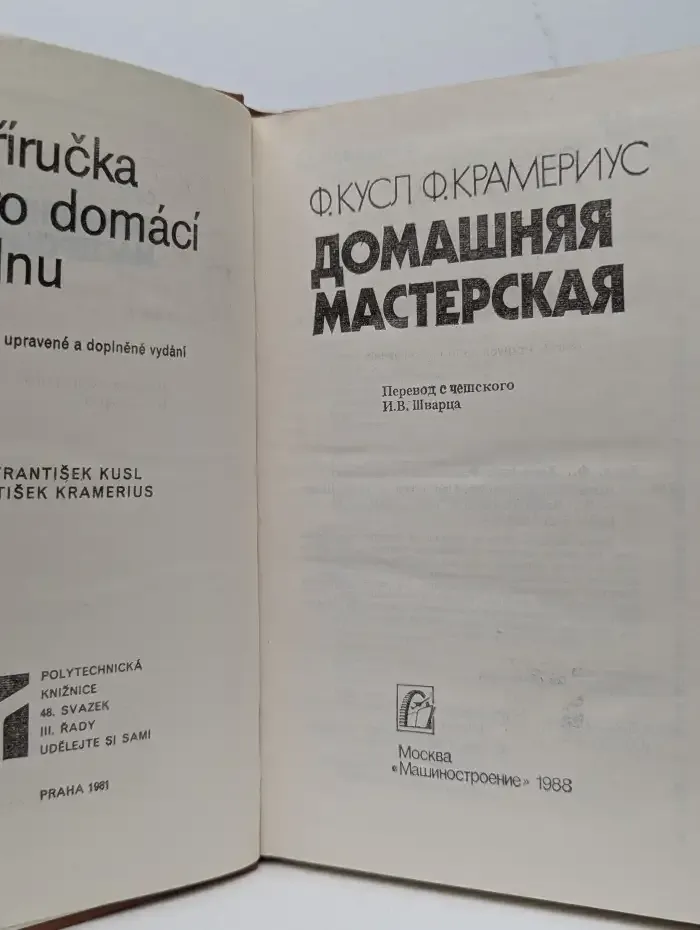 říručka
o domácí
lnu
upravené a doplněné vydání
FRANTIŠEK KUSL
TIŠEK KRAMERIUS
POLYTECHNICKÁ
KNIŽNICE
48. SVAZEK
III. ŘADY
UDĚLEJTE SI SAMI
PRAHA 1981
Ф.КУСЛ Ф.КРАМЕРИУС
ДОМАШНЯЯ
МАСТЕРСКАЯ
Перевод с чешского
И.В. Шварца
Москва
«Машиностроение» 1988